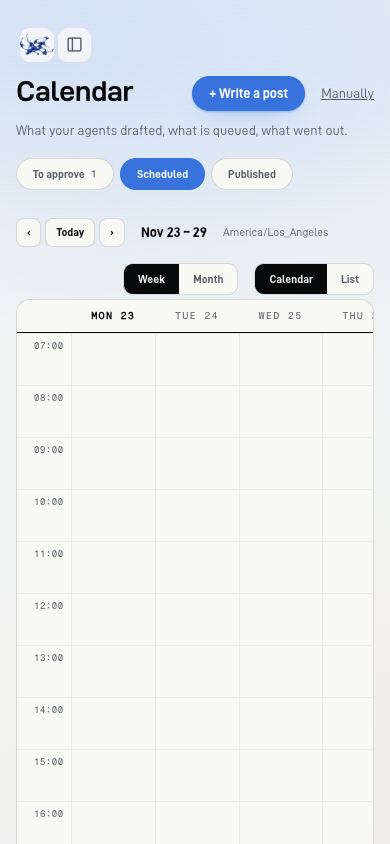 Calendar
+ Write a post
Manually
What your agents drafted, what is queued, what went out.
To approve 1
Scheduled
Published
‹
Today
›
Nov 23 – 29
America/Los_Angeles
Week
Month
Calendar
List
MON 23
TUE 24
WED 25
THU
07:00
08:00
09:00
10:00
11:00
12:00
13:00
14:00
15:00
16:00